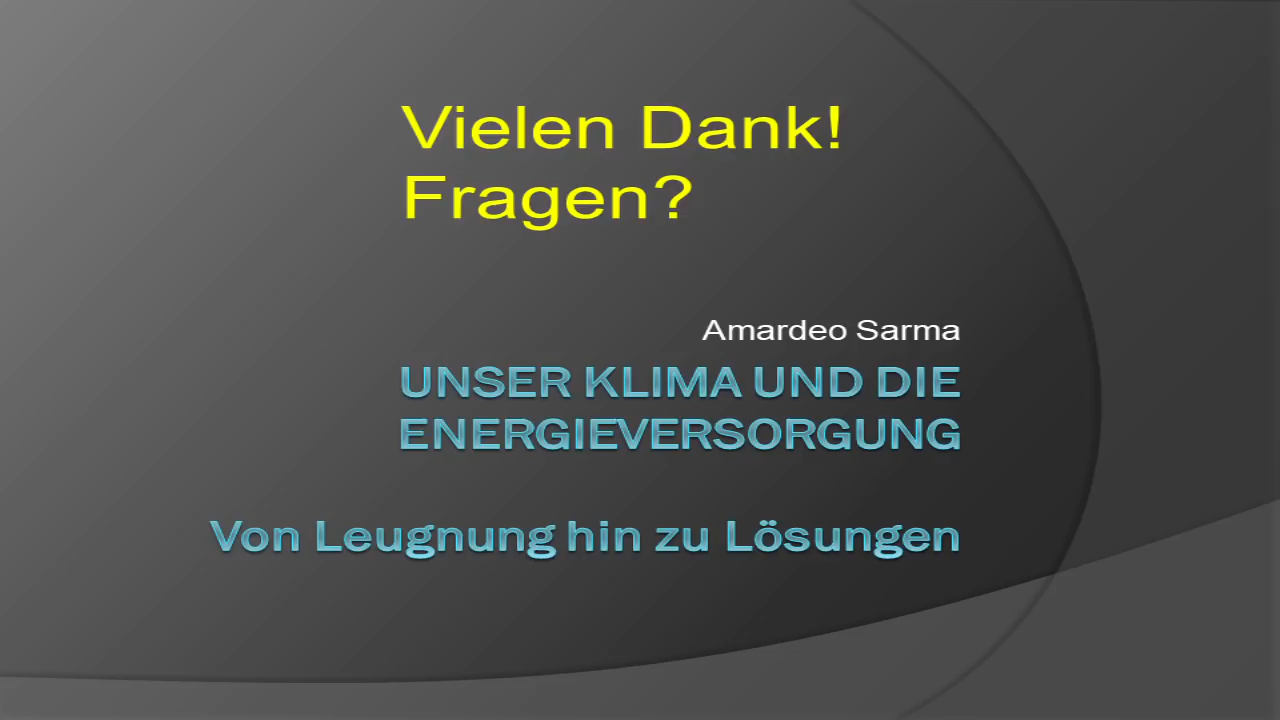 Vielen Dank!
Fragen?
Amardeo Sarma
UNSER KLIMA UND DIE
ENERGIEVERSORGUNG
Von Leugnung hin zu Lösungen